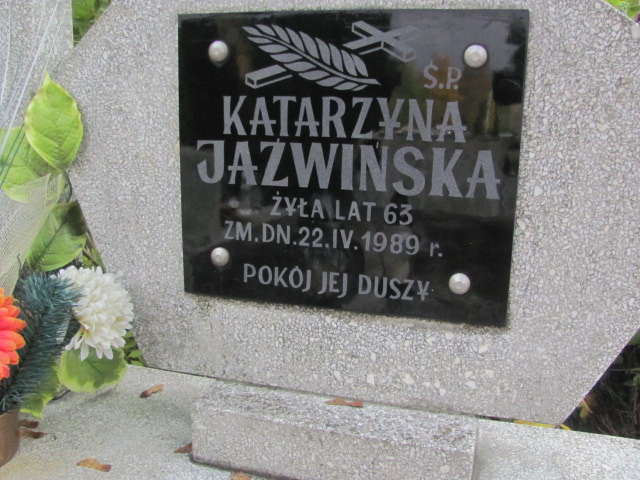 Ś.P.
KATARZYNA
JAŹWIŃSKA
ŻYŁA LAT 63
ZM. DN. 22.IV.1989 r.
POKÓJ JEJ DUSZY